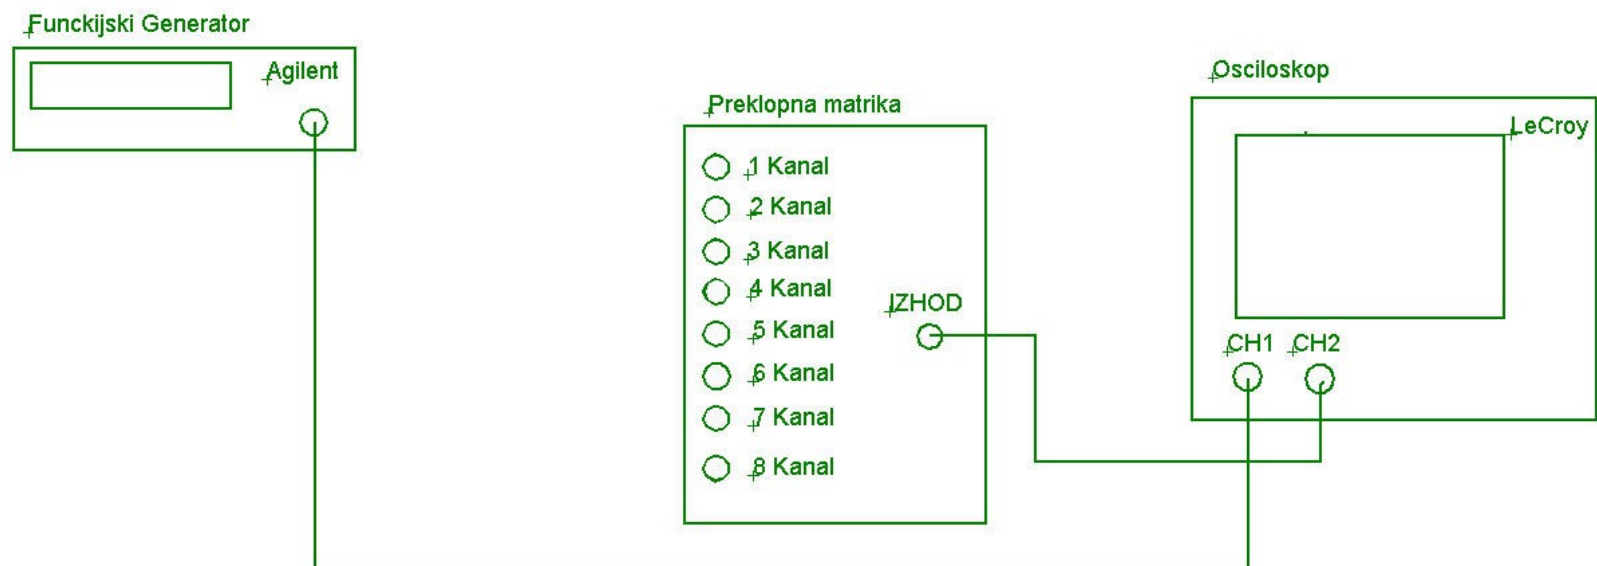 Funckijski Generator
Agilent
Preklopna matrika
1 Kanal
2 Kanal
3 Kanal
4 Kanal
5 Kanal
6 Kanal
7 Kanal
8 Kanal
IZHOD
Osciloskop
LeCroy
CH1 CH2